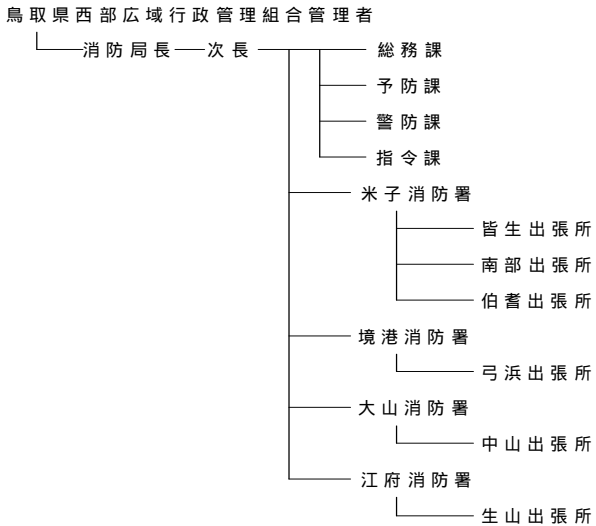 鳥取県西部広域行政管理組合管理者
消防局長 次長 総務課
予防課
警防課
指令課
米子消防署
皆生出張所
南部出張所
伯耆出張所
境港消防署
弓浜出張所
大山消防署
中山出張所
江府消防署
生山出張所